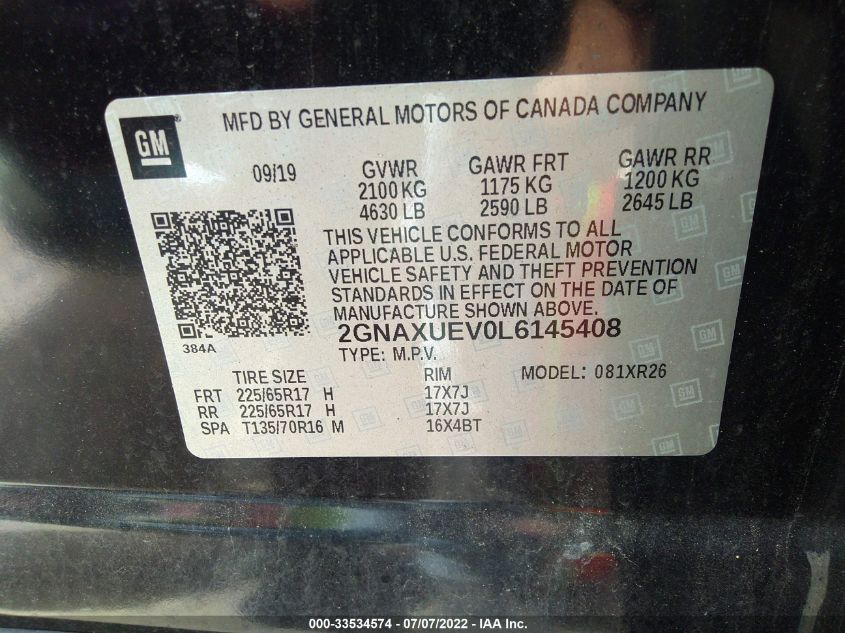 GM
MFD BY GENERAL MOTORS OF CANADA COMPANY
09/19 GVWR GAWR FRT GAWR RR
2100 KG 1175 KG 1200 KG
4630 LB 2590 LB 2645 LB
THIS VEHICLE CONFORMS TO ALL
APPLICABLE U.S. FEDERAL MOTOR
VEHICLE SAFETY AND THEFT PREVENTION
STANDARDS IN EFFECT ON THE DATE OF
MANUFACTURE SHOWN ABOVE.
384A
2GNAXUEV0L6145408
TYPE: M.P.V.
TIRE SIZE RIM MODEL: 081XR26
FRT 225/65R17 H 17X7J
RR 225/65R17 H 17X7J
SPA T135/70R16 M 16X4BT
000-33534574 / 07/07/2022 - IAA Inc.